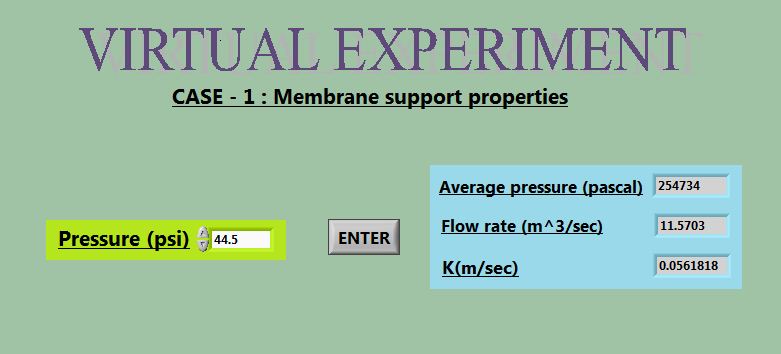 VIRTUAL EXPERIMENT
CASE - 1 : Membrane support properties
Pressure (psi) 44.5
ENTER
Average pressure (pascal) 254734
Flow rate (m^3/sec) 11.5703
K(m/sec) 0.0561818